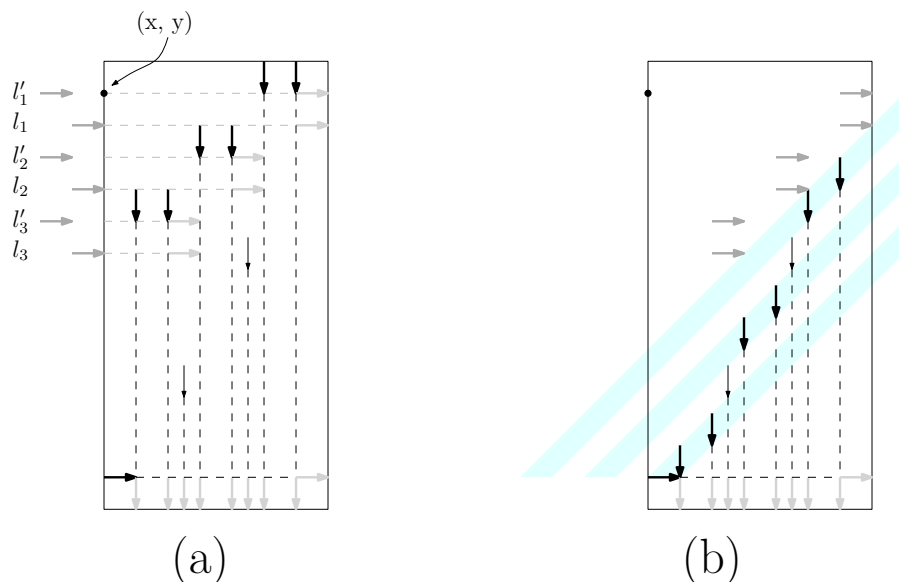 (x, y)
l′₁
l₁
l′₂
l₂
l′₃
l₃
(a) (b)